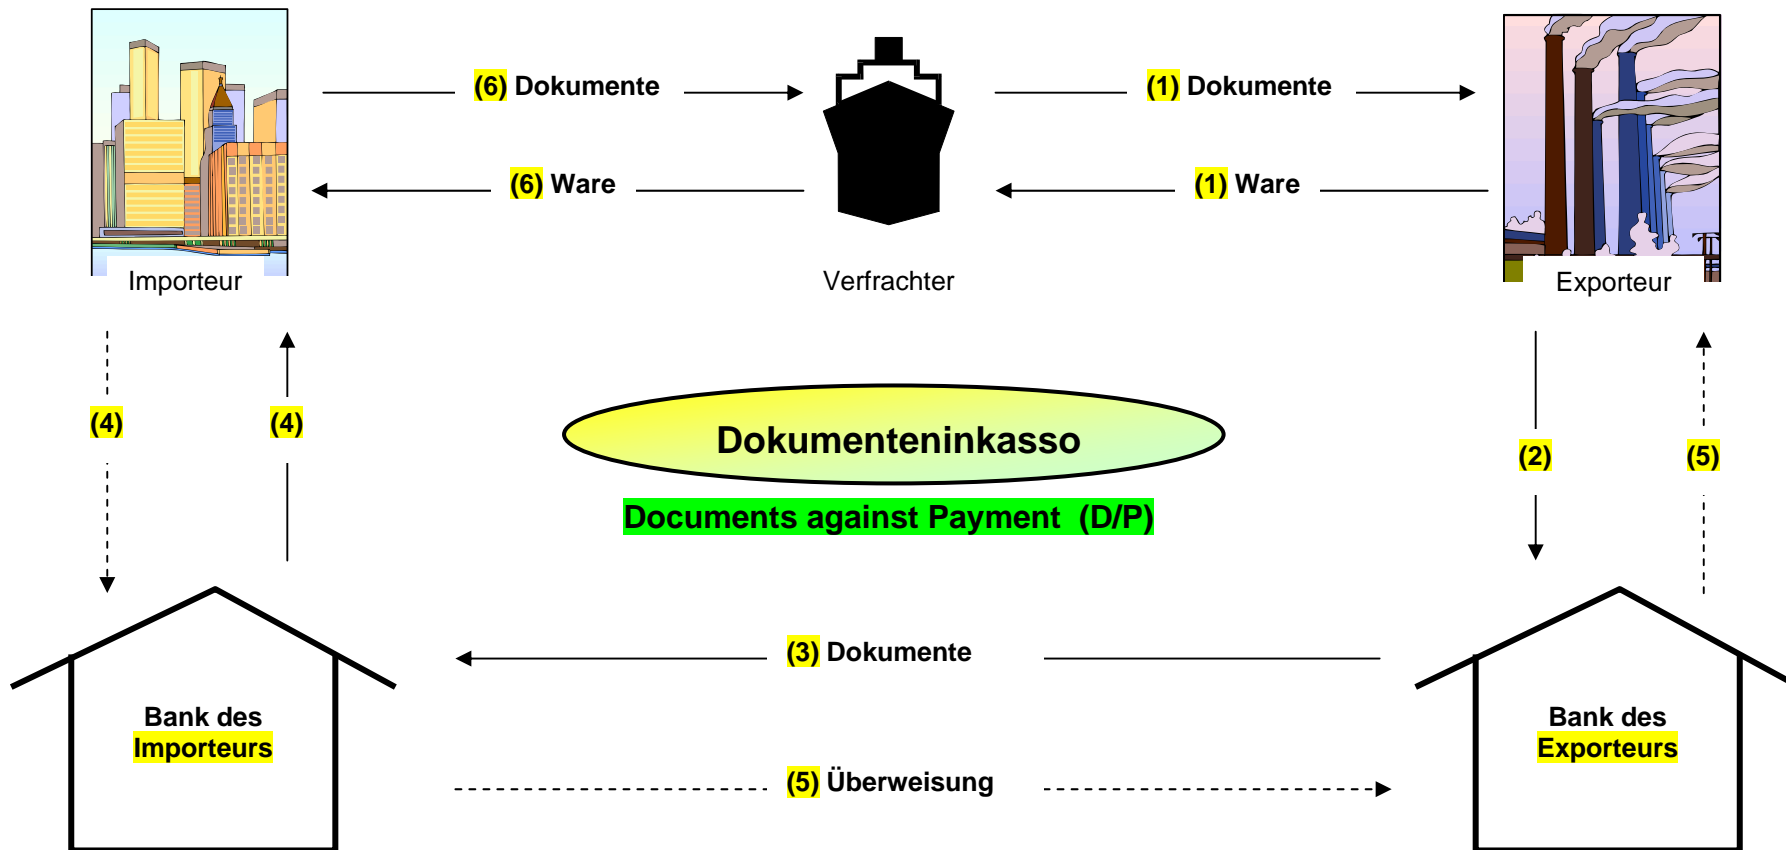 (6) Dokumente
(1) Dokumente
(6) Ware
(1) Ware
Importeur
Verfrachter
Exporteur
(4)
(4)
Dokumenteninkasso
(2)
(5)
Documents against Payment (D/P)
(3) Dokumente
Bank des
Importeurs
Bank des
Exporteurs
(5) Überweisung